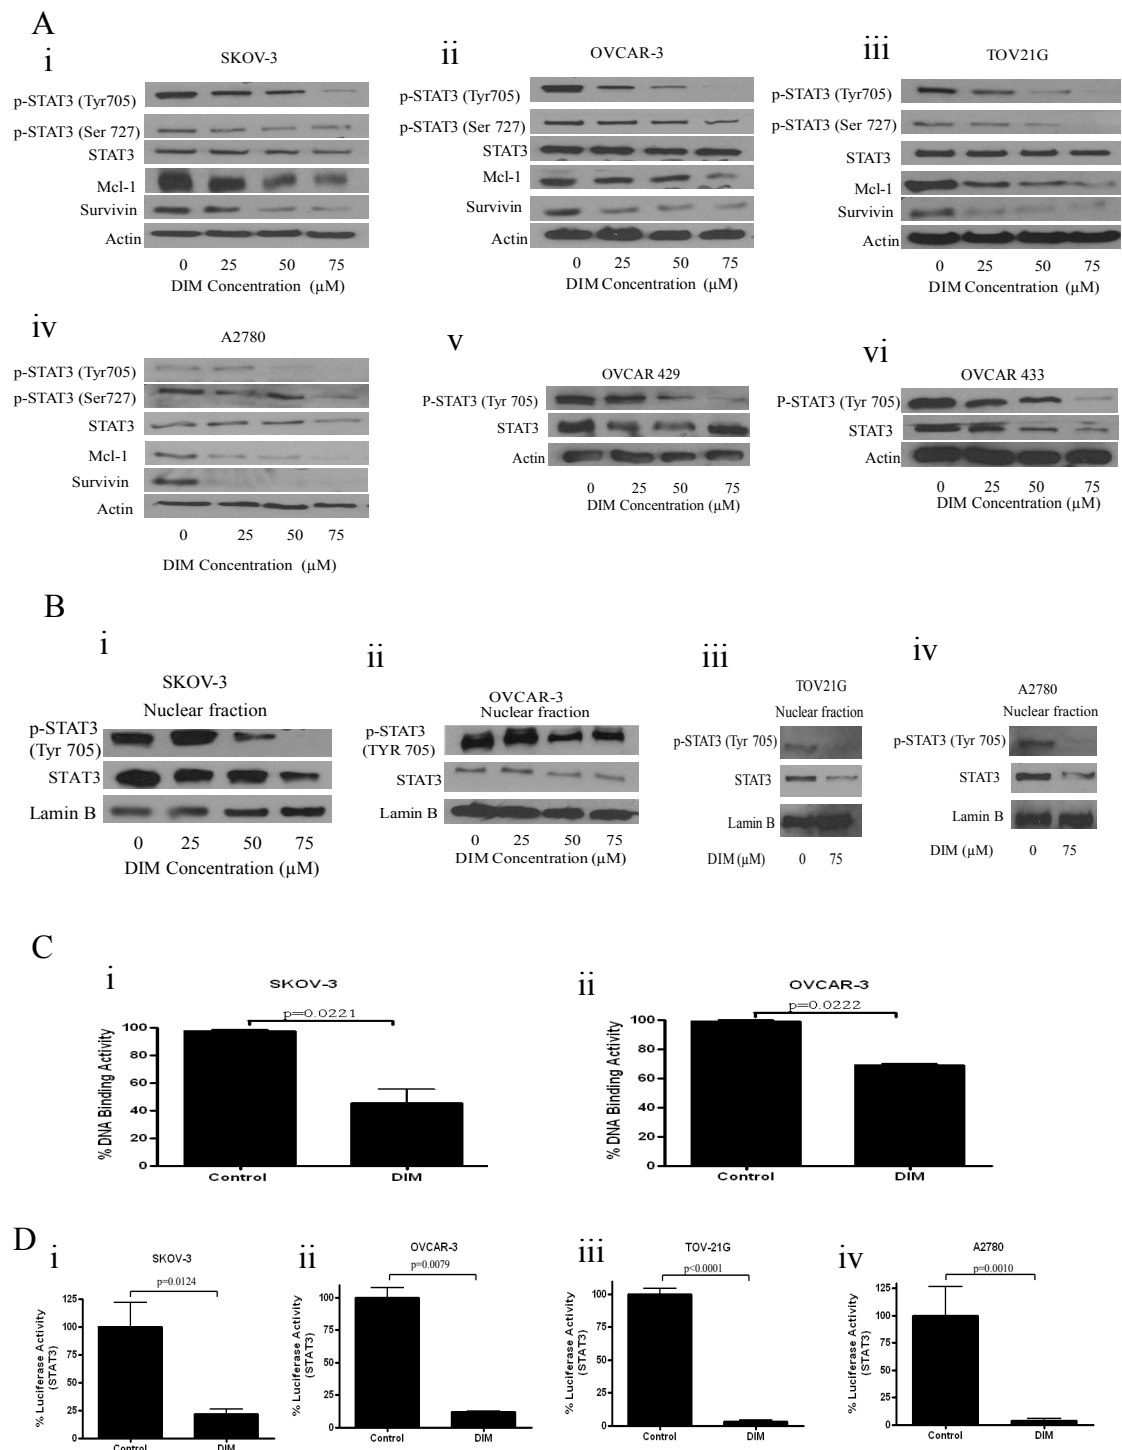 A
i
SKOV-3
p-STAT3 (Tyr705)
p-STAT3 (Ser 727)
STAT3
Mcl-1
Survivin
Actin
0 25 50 75
DIM Concentration (µM)
ii
OVCAR-3
p-STAT3 (Tyr705)
p-STAT3 (Ser 727)
STAT3
Mcl-1
Survivin
Actin
0 25 50 75
DIM Concentration (µM)
iii
TOV21G
p-STAT3 (Tyr705)
p-STAT3 (Ser 727)
STAT3
Mcl-1
Survivin
Actin
0 25 50 75
DIM Concentration (µM)
iv
A2780
p-STAT3 (Tyr705)
p-STAT3 (Ser727)
STAT3
Mcl-1
Survivin
Actin
0 25 50 75
DIM Concentration (µM)
v
OVCAR 429
P-STAT3 (Tyr 705)
STAT3
Actin
0 25 50 75
DIM Concentration (µM)
vi
OVCAR 433
P-STAT3 (Tyr 705)
STAT3
Actin
0 25 50 75
DIM Concentration (µM)
B
i
SKOV-3
Nuclear fraction
p-STAT3
(Tyr 705)
STAT3
Lamin B
0 25 50 75
DIM Concentration (µM)
ii
OVCAR-3
Nuclear fraction
p-STAT3
(TYR 705)
STAT3
Lamin B
0 25 50 75
DIM Concentration (µM)
iii
TOV21G
Nuclear fraction
p-STAT3 (Tyr 705)
STAT3
Lamin B
DIM (µM) 0 75
iv
A2780
Nuclear fraction
p-STAT3 (Tyr 705)
STAT3
Lamin B
DIM (µM) 0 75
C
i
SKOV-3
p=0.0221
% DNA Binding Activity
100
80
60
40
20
0
Control DIM
ii
OVCAR-3
p=0.0222
% DNA Binding Activity
100
80
60
40
20
0
Control DIM
D
i
SKOV-3
p=0.0124
% Luciferase Activity
(STAT3)
125
100
75
50
25
0
Control DIM
ii
OVCAR-3
p=0.0079
% Luciferase Activity
(STAT3)
100
75
50
25
0
Control DIM
iii
TOV-21G
p<0.0001
% Luciferase Activity
(STAT3)
100
75
50
25
0
Control DIM
iv
A2780
p=0.0010
% Luciferase Activity
(STAT3)
125
100
75
50
25
0
Control DIM